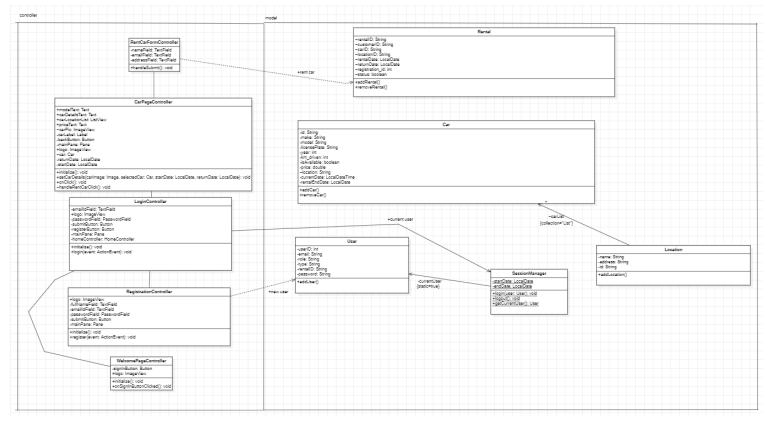 controller
model
RentCarFormController
-nameField: TextField
-emailField: TextField
-addressField: TextField
+handleSubmit(): void
Rental
-rentalID: String
-customerID: String
-carID: String
-locationID: String
-rentalDate: LocalDate
-returnDate: LocalDate
-registration_id: int
-status: boolean
+addRental()
+removeRental()
+rent car
CarPageController
+modelText: Text
-carDetailsText: Text
-carLocationList: ListView
-priceText: Text
-carPic: ImageView
-carLabel: Label
-backButton: Button
-mainPane: Pane
+logo: ImageView
-car: Car
-returnDate: LocalDate
-startDate: LocalDate
+initialize(): void
+setCarDetails(carImage: Image, selectedCar: Car, startDate: LocalDate, returnDate: LocalDate): void
+onClick(): void
-handleRentCarClick(): void
Car
-id: String
-make: String
-model: String
-licensePlate: String
-year: int
-km_driven: int
-isAvailable: boolean
-price: double
-location: String
-currentDate: LocalDateTime
-rentalEndDate: LocalDate
+addCar()
+removeCar()
LoginController
-emailIdField: TextField
+logo: ImageView
-passwordField: PasswordField
-submitButton: Button
-registerButton: Button
-mainPane: Pane
-homeController: HomeController
+initialize(): void
+login(event: ActionEvent): void
+current user
-carList
{collection="List"}
User
-userID: int
-email: String
-role: String
-type: String
-rentalID: String
-password: String
+addUser()
-currentUser
{static=true}
SessionManager
-startDate: LocalDate
-endDate: LocalDate
+login(user: User): void
+logout(): void
+getCurrentUser(): User
Location
-name: String
-address: String
-id: String
+addLocation()
RegistrationController
+logo: ImageView
-fullNameField: TextField
-emailIdField: TextField
-passwordField: PasswordField
-submitButton: Button
-mainPane: Pane
+initialize(): void
+register(event: ActionEvent): void
+new user
WelcomePageController
-signInButton: Button
+logo: ImageView
+initialize(): void
+onSignInButtonClicked(): void